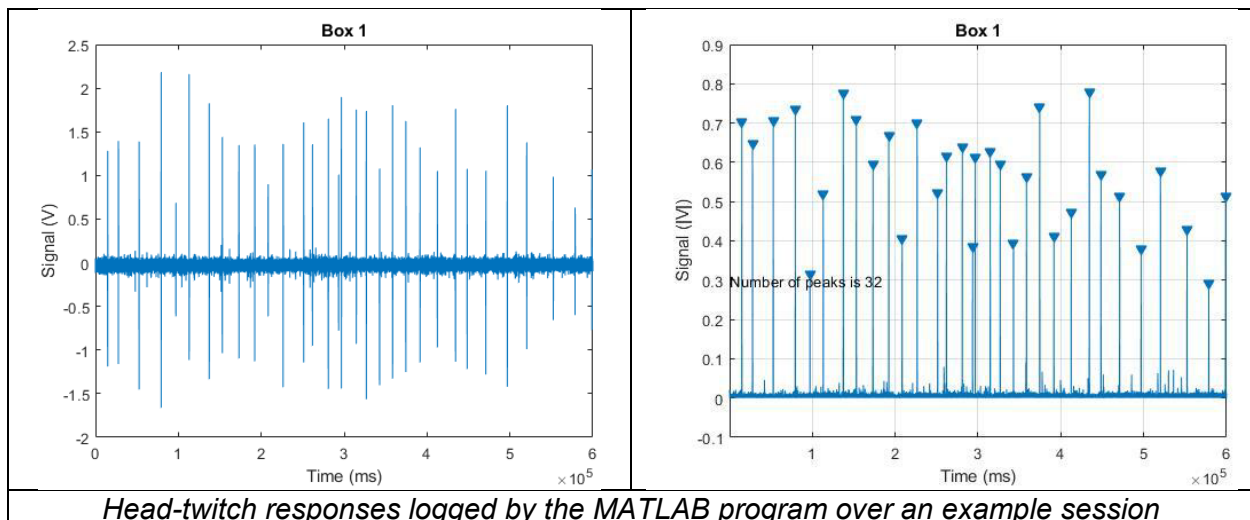 Box 1
Signal (V)
2.5
2
1.5
1
0.5
0
-0.5
-1
-1.5
-2
0 1 2 3 4 5 6
Time (ms)
×10^5
Box 1
Signal (|V|)
0.9
0.8
0.7
0.6
0.5
0.4
0.3
0.2
0.1
0
-0.1
Number of peaks is 32
1 2 3 4 5 6
Time (ms)
×10^5
Head-twitch responses logged by the MATLAB program over an example session